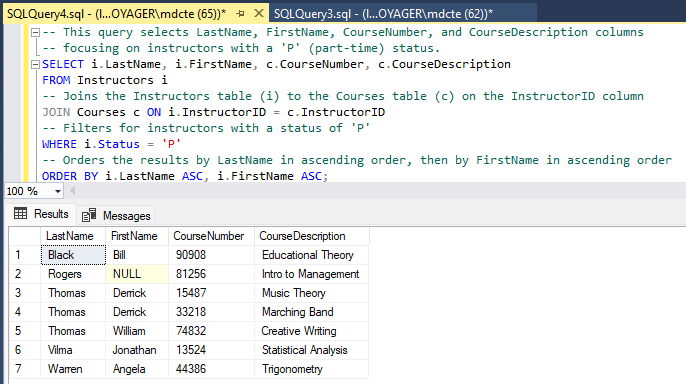 SQLQuery4.sql - (l...OYAGER\mdcte (65))* SQLQuery3.sql - (l...OYAGER\mdcte (62))*
-- This query selects LastName, FirstName, CourseNumber, and CourseDescription columns
-- focusing on instructors with a 'P' (part-time) status.
SELECT i.LastName, i.FirstName, c.CourseNumber, c.CourseDescription
FROM Instructors i
-- Joins the Instructors table (i) to the Courses table (c) on the InstructorID column
JOIN Courses c ON i.InstructorID = c.InstructorID
-- Filters for instructors with a status of 'P'
WHERE i.Status = 'P'
-- Orders the results by LastName in ascending order, then by FirstName in ascending order
ORDER BY i.LastName ASC, i.FirstName ASC;
100 %
Results Messages
LastName FirstName CourseNumber CourseDescription
1 Black Bill 90908 Educational Theory
2 Rogers NULL 81256 Intro to Management
3 Thomas Derrick 15487 Music Theory
4 Thomas Derrick 33218 Marching Band
5 Thomas William 74832 Creative Writing
6 Vilma Jonathan 13524 Statistical Analysis
7 Warren Angela 44386 Trigonometry